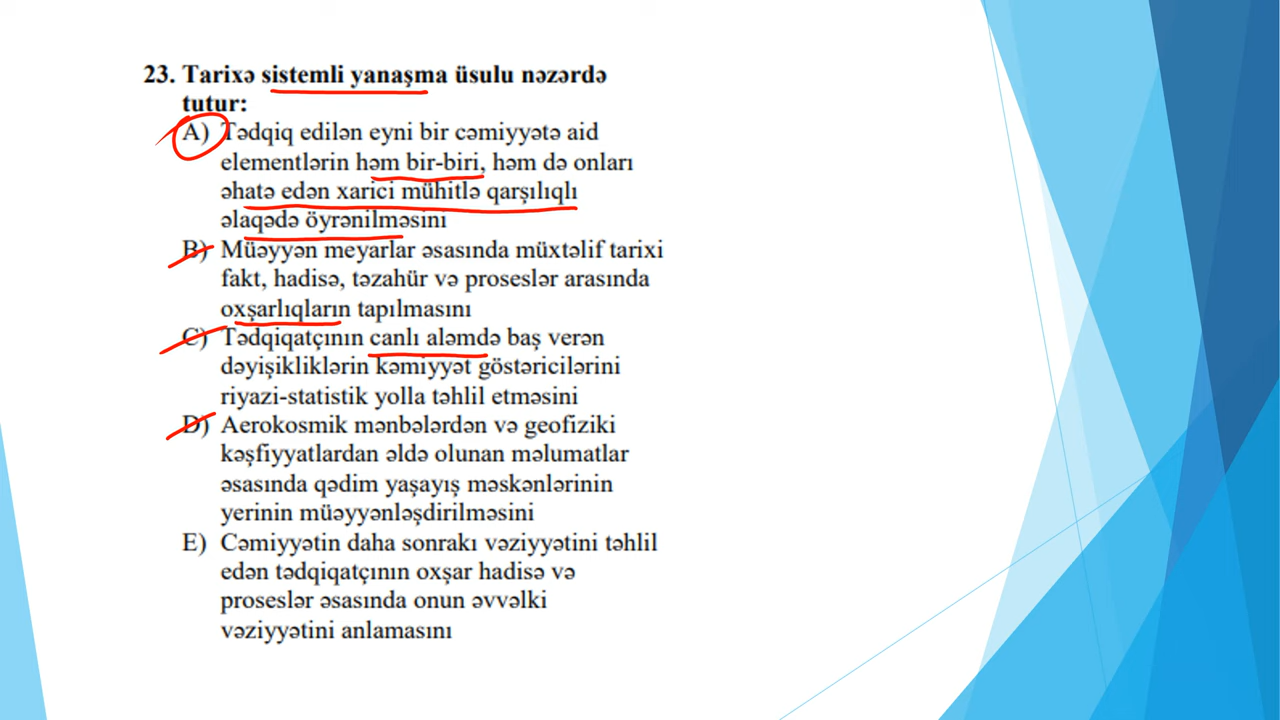 23. Tarixə sistemli yanaşma üsulu nəzərdə
tutur:
A) Tədqiq edilən eyni bir cəmiyyətə aid
elementlərin həm bir-biri, həm də onları
əhatə edən xarici mühitlə qarşılıqlı
əlaqədə öyrənilməsini
B) Müəyyən meyarlar əsasında müxtəlif tarixi
fakt, hadisə, təzahür və proseslər arasında
oxşarlıqların tapılmasını
C) Tədqiqatçının canlı aləmdə baş verən
dəyişikliklərin kəmiyyət göstəricilərini
riyazi-statistik yolla təhlil etməsini
D) Aerokosmik mənbələrdən və geofiziki
kəşfiyyatlardan əldə olunan məlumatlar
əsasında qədim yaşayış məskənlərinin
yerinin müəyyənləşdirilməsini
E) Cəmiyyətin daha sonrakı vəziyyətini təhlil
edən tədqiqatçının oxşar hadisə və
proseslər əsasında onun əvvəlki
vəziyyətini anlamasını